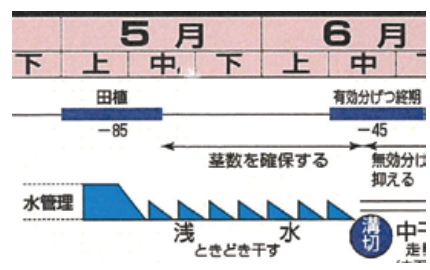 5月 6月
下 上 中 下 上 中
田植 有効分げつ終期
−85 −45
茎数を確保する 無効分け
抑える
水管理
浅 水 溝切
ときどき干す